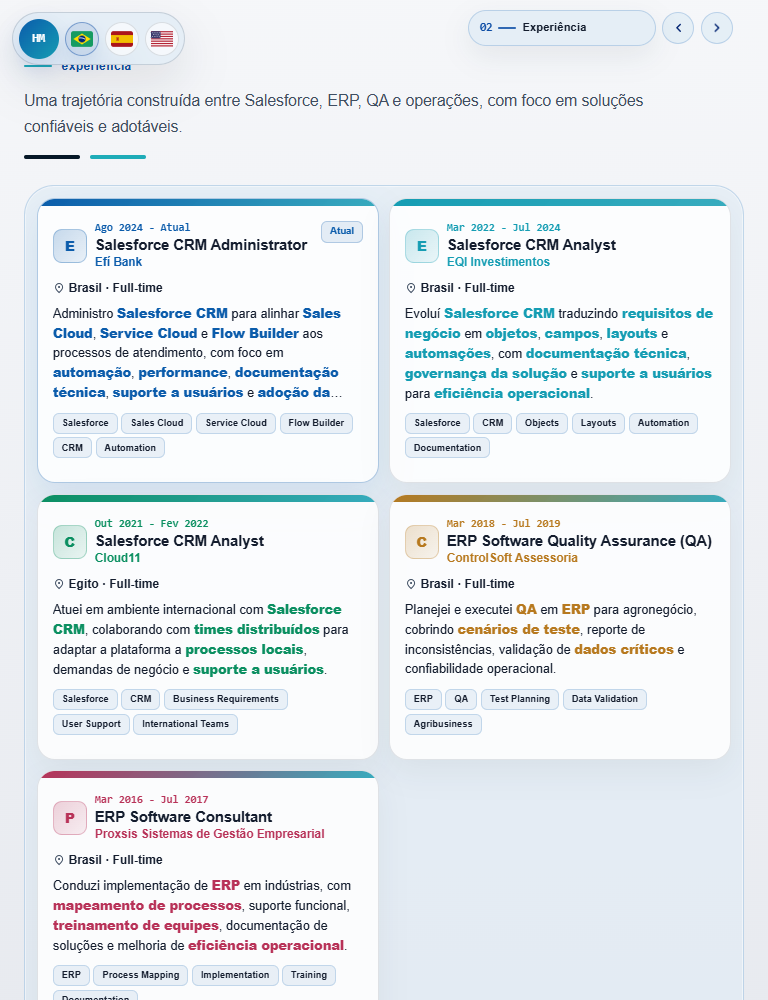 HM
02 Experiência
experiência
Uma trajetória construída entre Salesforce, ERP, QA e operações, com foco em soluções
confiáveis e adotáveis.
E
Ago 2024 - Atual
Salesforce CRM Administrator
Efí Bank
Atual
Brasil · Full-time
Administro Salesforce CRM para alinhar Sales
Cloud, Service Cloud e Flow Builder aos
processos de atendimento, com foco em
automação, performance, documentação
técnica, suporte a usuários e adoção da...
Salesforce Sales Cloud Service Cloud Flow Builder
CRM Automation
E
Mar 2022 - Jul 2024
Salesforce CRM Analyst
EQI Investimentos
Brasil · Full-time
Evoluí Salesforce CRM traduzindo requisitos de
negócio em objetos, campos, layouts e
automações, com documentação técnica,
governança da solução e suporte a usuários
para eficiência operacional.
Salesforce CRM Objects Layouts Automation
Documentation
C
Out 2021 - Fev 2022
Salesforce CRM Analyst
Cloud11
Egito · Full-time
Atuei em ambiente internacional com Salesforce
CRM, colaborando com times distribuídos para
adaptar a plataforma a processos locais,
demandas de negócio e suporte a usuários.
Salesforce CRM Business Requirements
User Support International Teams
C
Mar 2018 - Jul 2019
ERP Software Quality Assurance (QA)
ControlSoft Assessoria
Brasil · Full-time
Planejei e executei QA em ERP para agronegócio,
cobrindo cenários de teste, reporte de
inconsistências, validação de dados críticos e
confiabilidade operacional.
ERP QA Test Planning Data Validation
Agribusiness
P
Mar 2016 - Jul 2017
ERP Software Consultant
Proxsis Sistemas de Gestão Empresarial
Brasil · Full-time
Conduzi implementação de ERP em indústrias, com
mapeamento de processos, suporte funcional,
treinamento de equipes, documentação de
soluções e melhoria de eficiência operacional.
ERP Process Mapping Implementation Training
Documentation